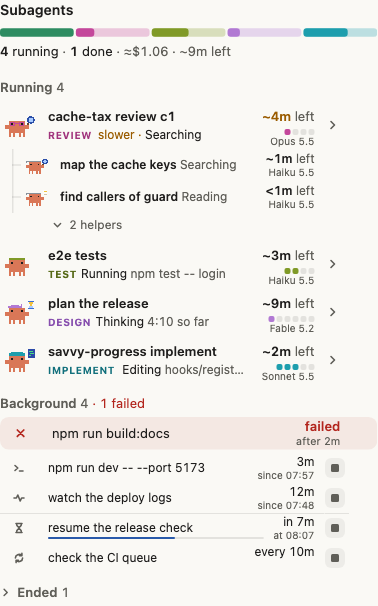 Subagents
4 running · 1 done · ≈$1.06 · ~9m left
Running 4
cache-tax review c1
~4m left
REVIEW slower · Searching
Opus 5.5
map the cache keys Searching
~1m left
Haiku 5.5
find callers of guard Reading
<1m left
Haiku 5.5
2 helpers
e2e tests
~3m left
TEST Running npm test -- login
Haiku 5.5
plan the release
~9m left
DESIGN Thinking 4:10 so far
Fable 5.2
savvy-progress implement
~2m left
IMPLEMENT Editing hooks/regist...
Sonnet 5.5
Background 4 · 1 failed
npm run build:docs
failed
after 2m
npm run dev -- --port 5173
3m
since 07:57
watch the deploy logs
12m
since 07:48
resume the release check
in 7m
at 08:07
check the CI queue
every 10m
Ended 1